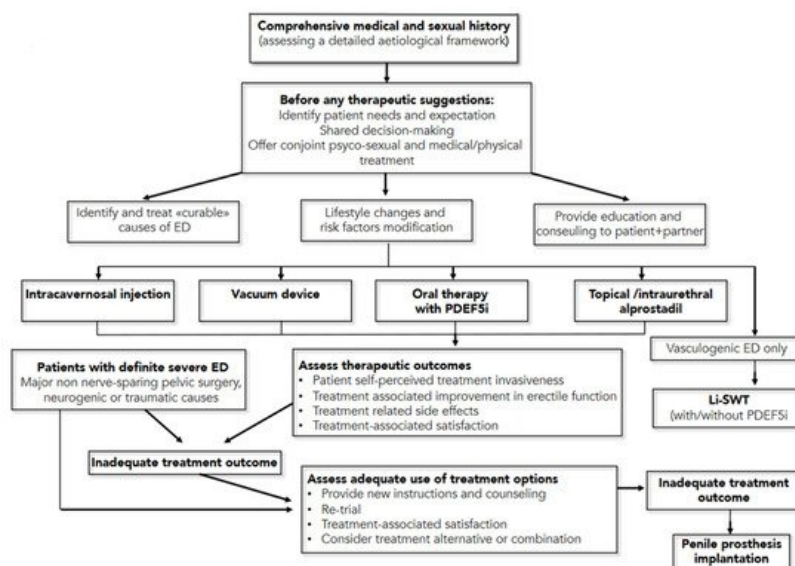 Comprehensive medical and sexual history
(assessing a detailed aetiological framework)
Before any therapeutic suggestions:
Identify patient needs and expectation
Shared decision-making
Offer conjoint psyco-sexual and medical/physical
treatment
Identify and treat «curable»
causes of ED
Lifestyle changes and
risk factors modification
Provide education and
conseuling to patient+partner
Intracavernosal injection
Vacuum device
Oral therapy
with PDEF5i
Topical /intraurethral
alprostadil
Vasculogenic ED only
Li-SWT
(with/without PDEF5i
Patients with definite severe ED
Major non nerve-sparing pelvic surgery,
neurogenic or traumatic causes
Assess therapeutic outcomes
• Patient self-perceived treatment invasiveness
• Treatment associated improvement in erectile function
• Treatment related side effects
• Treatment-associated satisfaction
Inadequate treatment outcome
Assess adequate use of treatment options
• Provide new instructions and counseling
• Re-trial
• Treatment-associated satisfaction
• Consider treatment alternative or combination
Inadequate treatment
outcome
Penile prosthesis
implantation